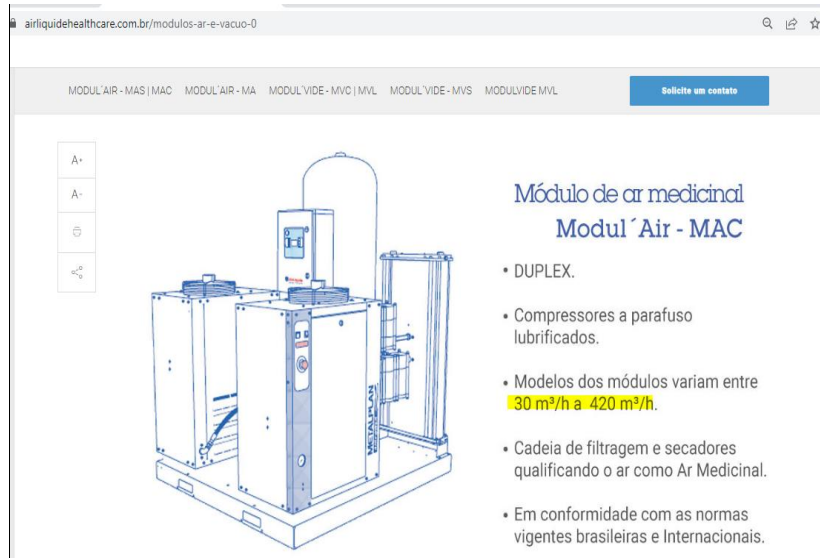 airliquidehealthcare.com.br/modulos-ar-e-vacuo-0
MODUL´AIR - MAS | MAC MODUL´AIR - MA MODUL´VIDE - MVC | MVL MODUL´VIDE - MVS MODULVIDE MVL
Solicite um contato
A+
A-
Módulo de ar medicinal
Modul´Air - MAC
• DUPLEX.
• Compressores a parafuso
lubrificados.
• Modelos dos módulos variam entre
30 m³/h a 420 m³/h.
• Cadeia de filtragem e secadores
qualificando o ar como Ar Medicinal.
• Em conformidade com as normas
vigentes brasileiras e Internacionais.
METALPLAN